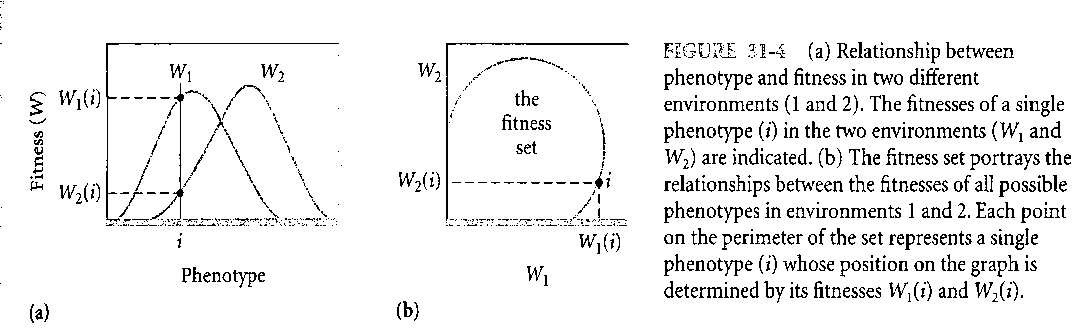 Fitness (W)
W₁
W₂
W₁(i)
W₂(i)
i
Phenotype
(a)
W₂
the
fitness
set
W₂(i)
i
W₁(i)
W₁
(b)
FIGURE 31-4 (a) Relationship between
phenotype and fitness in two different
environments (1 and 2). The fitnesses of a single
phenotype (i) in the two environments (W₁ and
W₂) are indicated. (b) The fitness set portrays the
relationships between the fitnesses of all possible
phenotypes in environments 1 and 2. Each point
on the perimeter of the set represents a single
phenotype (i) whose position on the graph is
determined by its fitnesses W₁(i) and W₂(i).